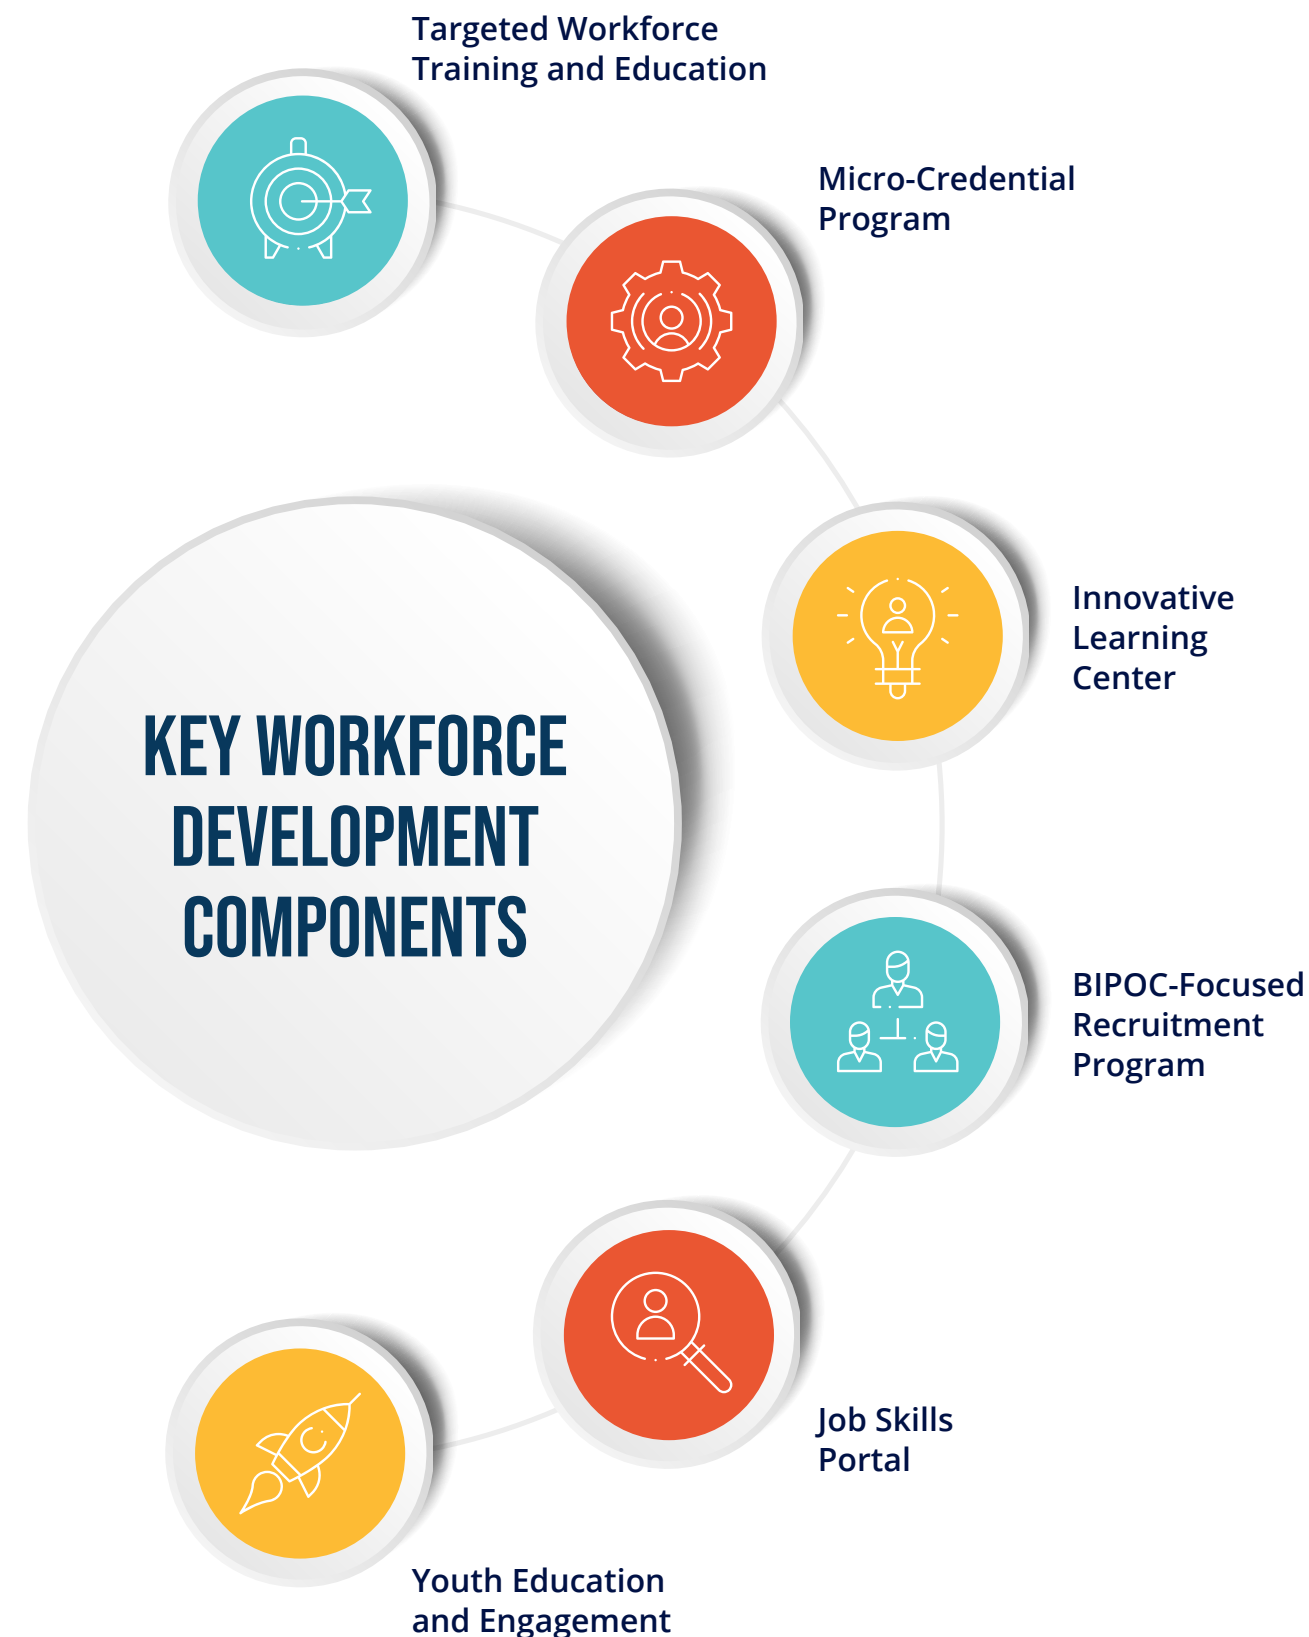 Targeted Workforce
Training and Education
Micro-Credential
Program
Innovative
Learning
Center
KEY WORKFORCE
DEVELOPMENT
COMPONENTS
BIPOC-Focused
Recruitment
Program
Job Skills
Portal
Youth Education
and Engagement